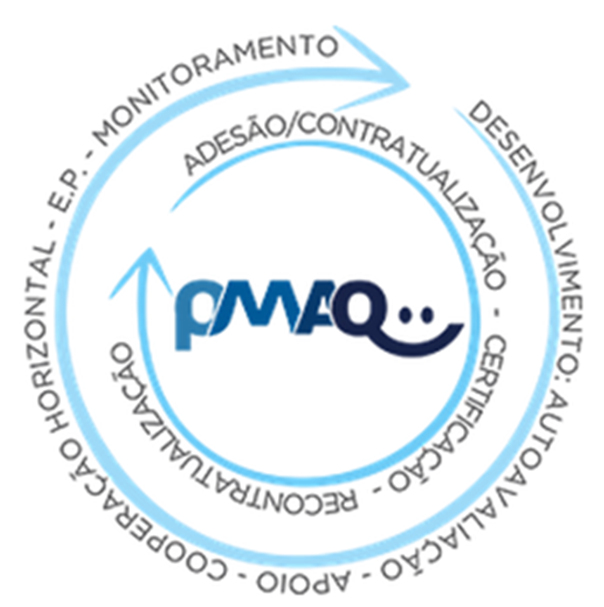 DESENVOLVIMENTO: AUTOAVALIAÇÃO - APOIO - COOPERAÇÃO HORIZONTAL - E.P. - MONITORAMENTO
ADESÃO/CONTRATUALIZAÇÃO - CERTIFICAÇÃO - RECONTRATUALIZAÇÃO
PMAQ